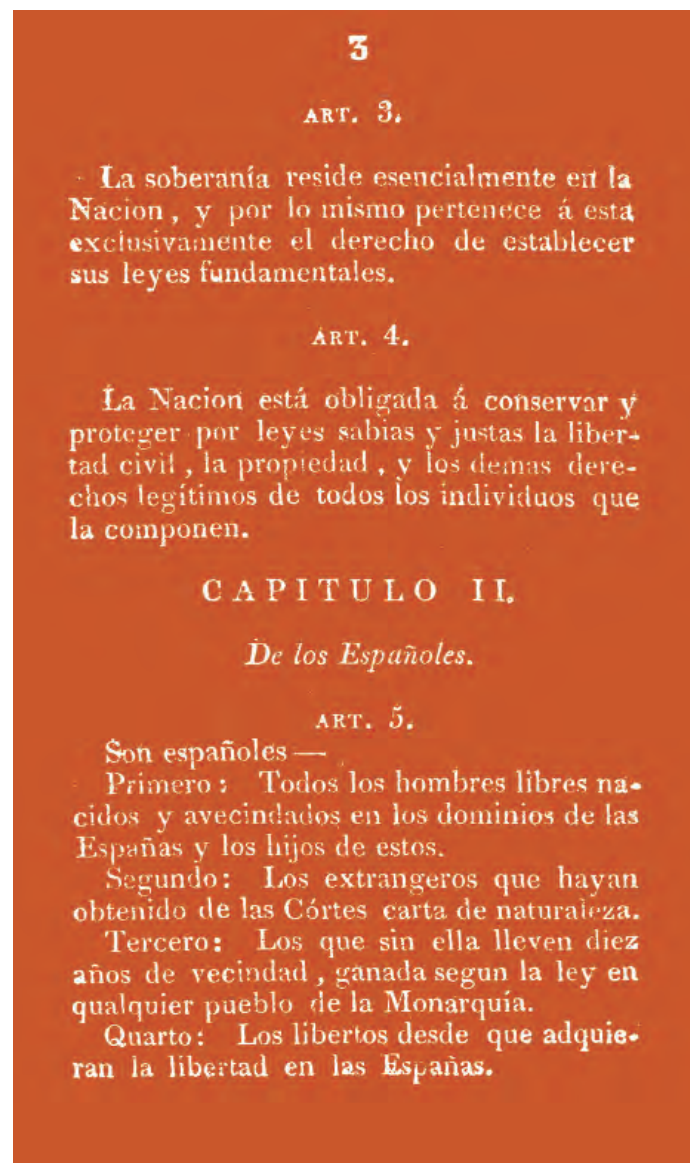 3
ART. 3.
La soberanía reside esencialmente en la
Nacion, y por lo mismo pertenece á esta
exclusivamente el derecho de establecer
sus leyes fundamentales.
ART. 4.
La Nacion está obligada á conservar y
proteger por leyes sabias y justas la liber-
tad civil, la propiedad, y los demas dere-
chos legítimos de todos los individuos que
la componen.
CAPITULO II.
De los Españoles.
ART. 5.
Son españoles —
Primero: Todos los hombres libres na-
cidos y avecindados en los dominios de las
Españas y los hijos de estos.
Segundo: Los extrangeros que hayan
obtenido de las Córtes carta de naturaleza.
Tercero: Los que sin ella lleven diez
años de vecindad, ganada segun la ley en
qualquier pueblo de la Monarquía.
Quarto: Los libertos desde que adquie-
ran la libertad en las Españas.